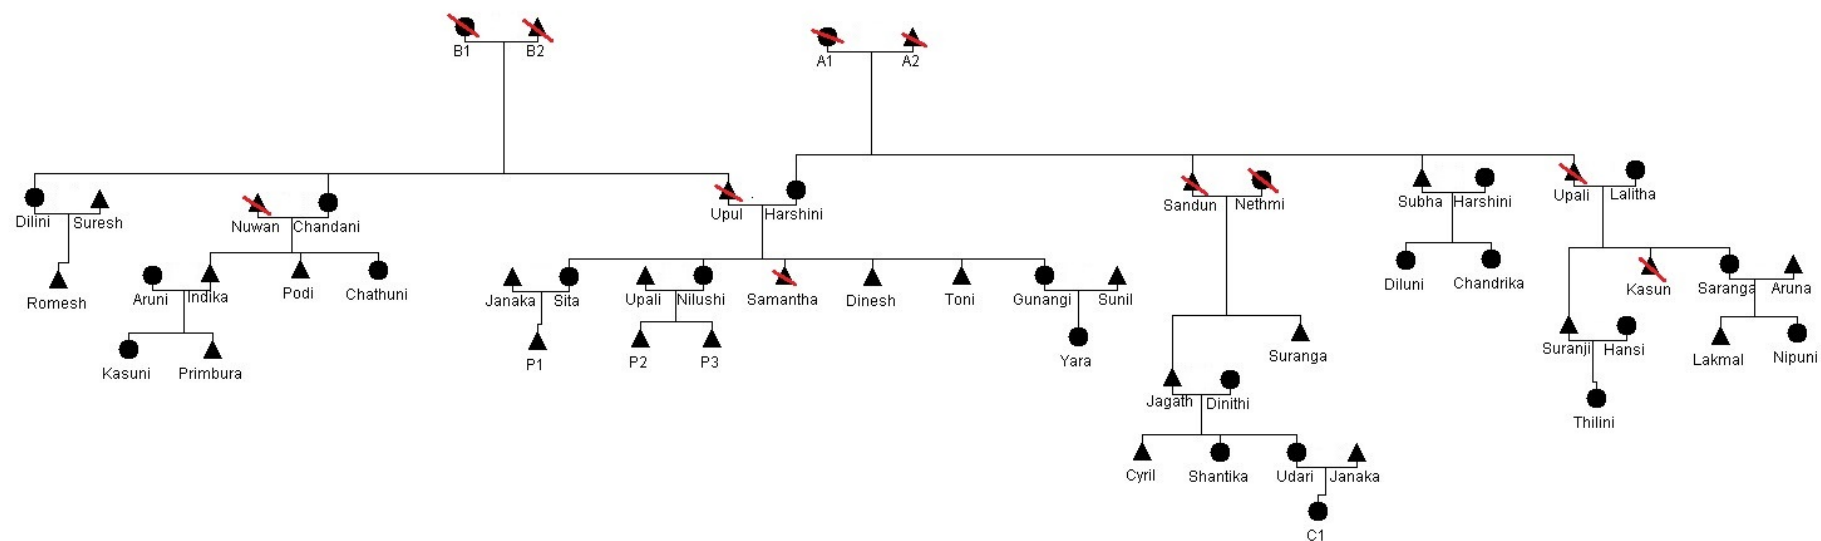 B1 B2 A1 A2
Dilini Suresh Nuwan Chandani Upul Harshini Sandun Nethmi Subha Harshini Upali Lalitha
Romesh Aruni Indika Podi Chathuni Janaka Sita Upali Nilushi Samantha Dinesh Toni Gunangi Sunil Diluni Chandrika Kasun Saranga Aruna
Kasuni Primbura P1 P2 P3 Yara Suranga Suranji Hansi Lakmal Nipuni
Jagath Dinithi Thilini
Cyril Shantika Udari Janaka
C1